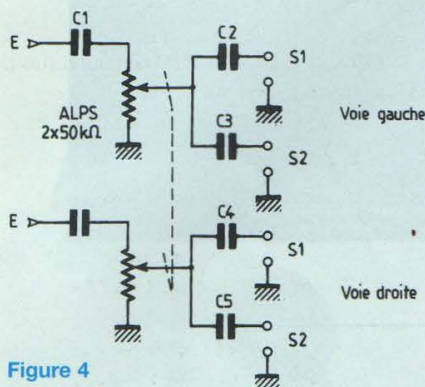 C1
C2
E
S1
ALPS
2x50kΩ
Voie gauche
C3
S2
C4
E
S1
Voie droite
C5
S2
Figure 4